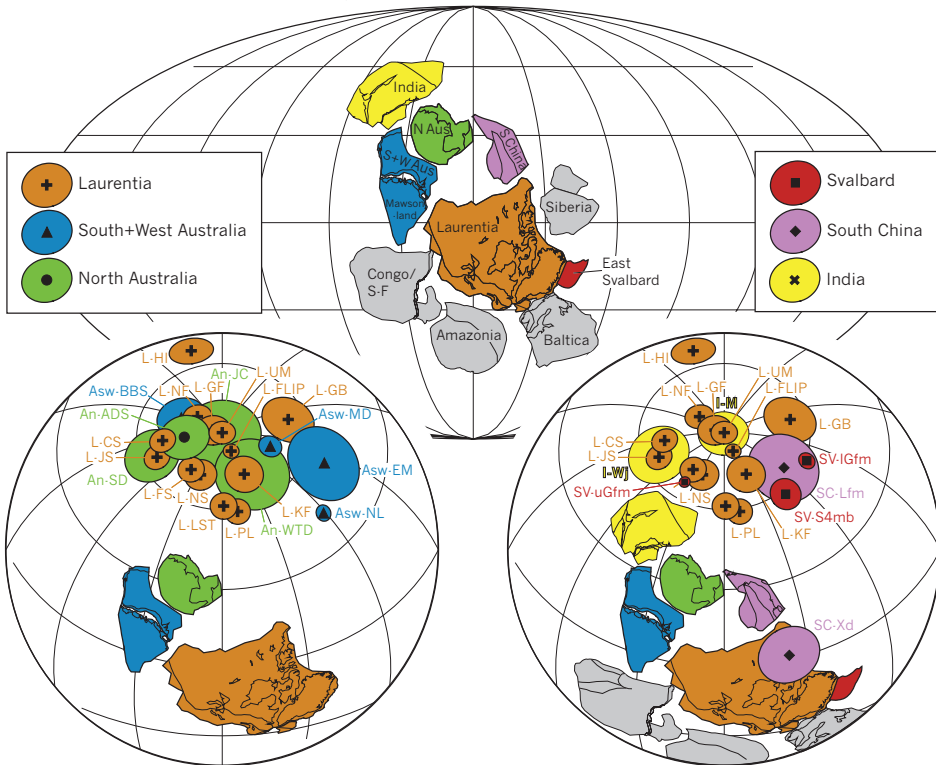 India
N Aus
S China
S+W Aus
Mawson
-land
Laurentia
Siberia
East
Svalbard
Congo/
S-F
Amazonia
Baltica
Laurentia
South+West Australia
North Australia
Svalbard
South China
India
L-HI
An-JC
L-UM
Asw-BBS
L-NF
L-GF
L-FLIP
L-GB
An-ADS
Asw-MD
L-CS
L-JS
Asw-EM
An-SD
L-FS
L-NS
L-KF
Asw-NL
L-LST
L-PL
An-WTD
L-HI
L-UM
L-NF
L-GF
L-FLIP
I-M
L-GB
L-CS
L-JS
SV-lGfm
I-Wj
SV-uGfm
L-NS
SC-Lfm
SV-S4mb
L-PL
L-KF
SC-Xd